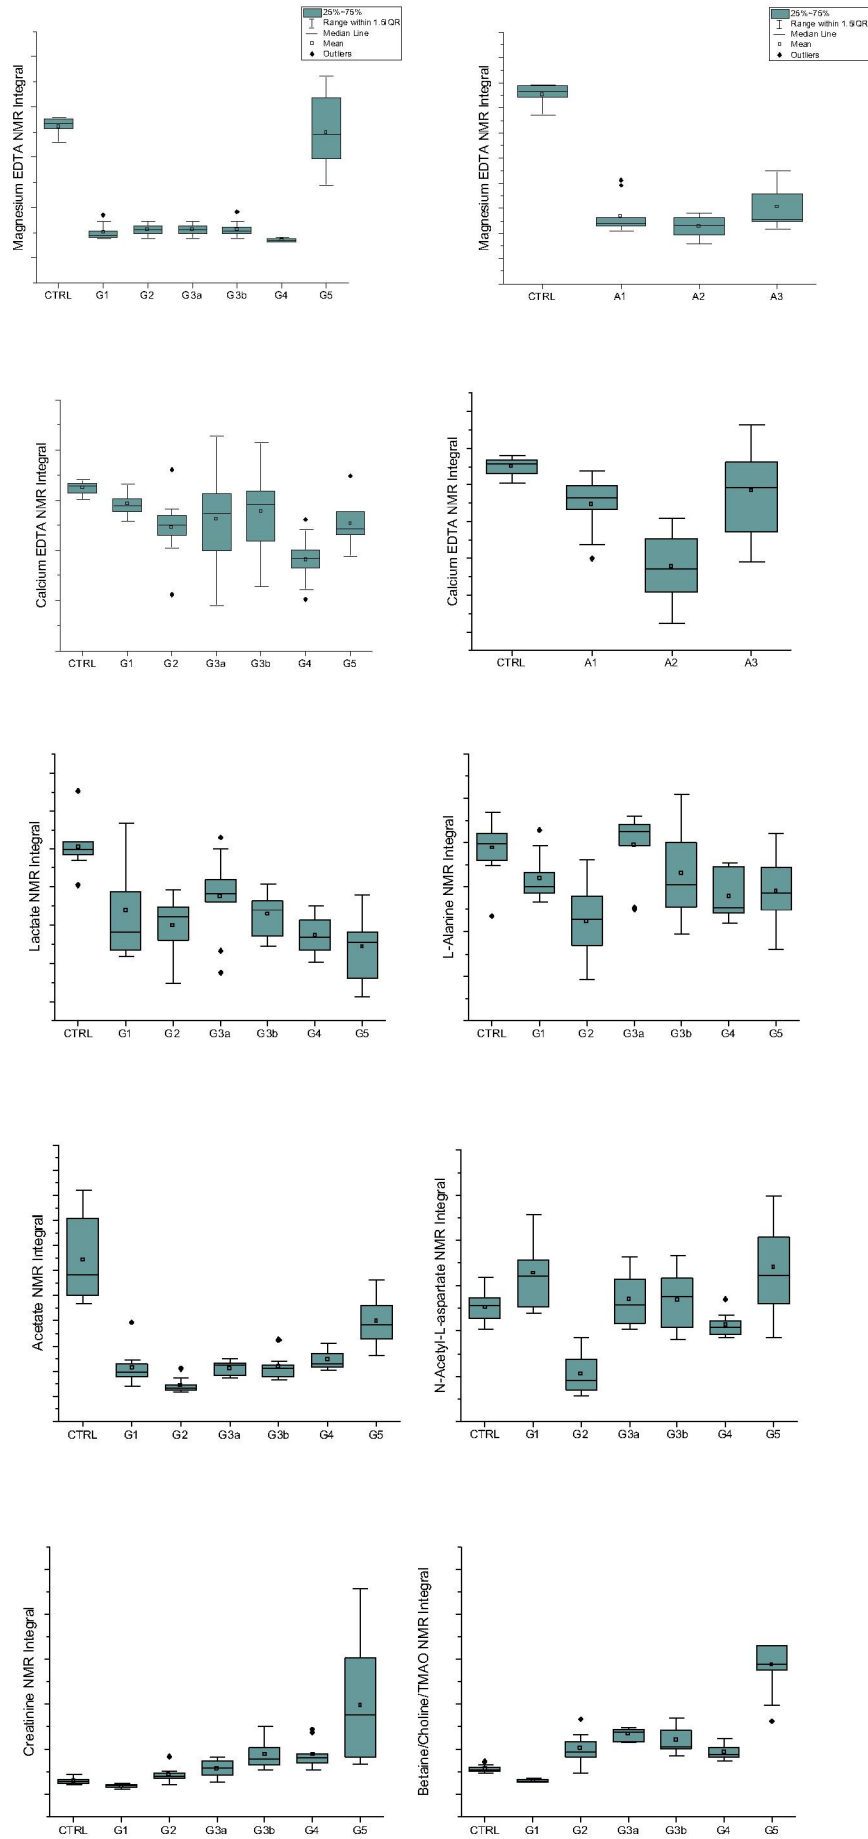 25%~75%
Range within 1.5IQR
Median Line
Mean
Outliers
Magnesium EDTA NMR Integral
CTRL G1 G2 G3a G3b G4 G5
25%~75%
Range within 1.5IQR
Median Line
Mean
Outliers
Magnesium EDTA NMR Integral
CTRL A1 A2 A3
Calcium EDTA NMR Integral
CTRL G1 G2 G3a G3b G4 G5
Calcium EDTA NMR Integral
CTRL A1 A2 A3
Lactate NMR Integral
CTRL G1 G2 G3a G3b G4 G5
L-Alanine NMR Integral
CTRL G1 G2 G3a G3b G4 G5
Acetate NMR Integral
CTRL G1 G2 G3a G3b G4 G5
N-Acetyl-L-aspartate NMR Integral
CTRL G1 G2 G3a G3b G4 G5
Creatinine NMR Integral
CTRL G1 G2 G3a G3b G4 G5
Betaine/Choline/TMAO NMR Integral
CTRL G1 G2 G3a G3b G4 G5